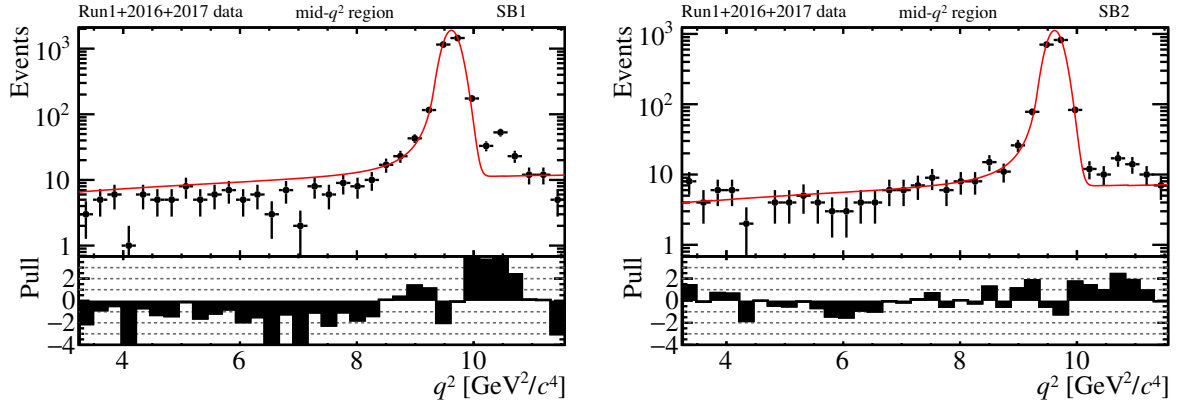 Run1+2016+2017 data mid-q² region SB1
Events
10³
10²
10
1
Pull
2
0
−2
−4
4 6 8 10
q² [GeV²/c⁴]
Run1+2016+2017 data mid-q² region SB2
Events
10³
10²
10
1
Pull
2
0
−2
−4
4 6 8 10
q² [GeV²/c⁴]